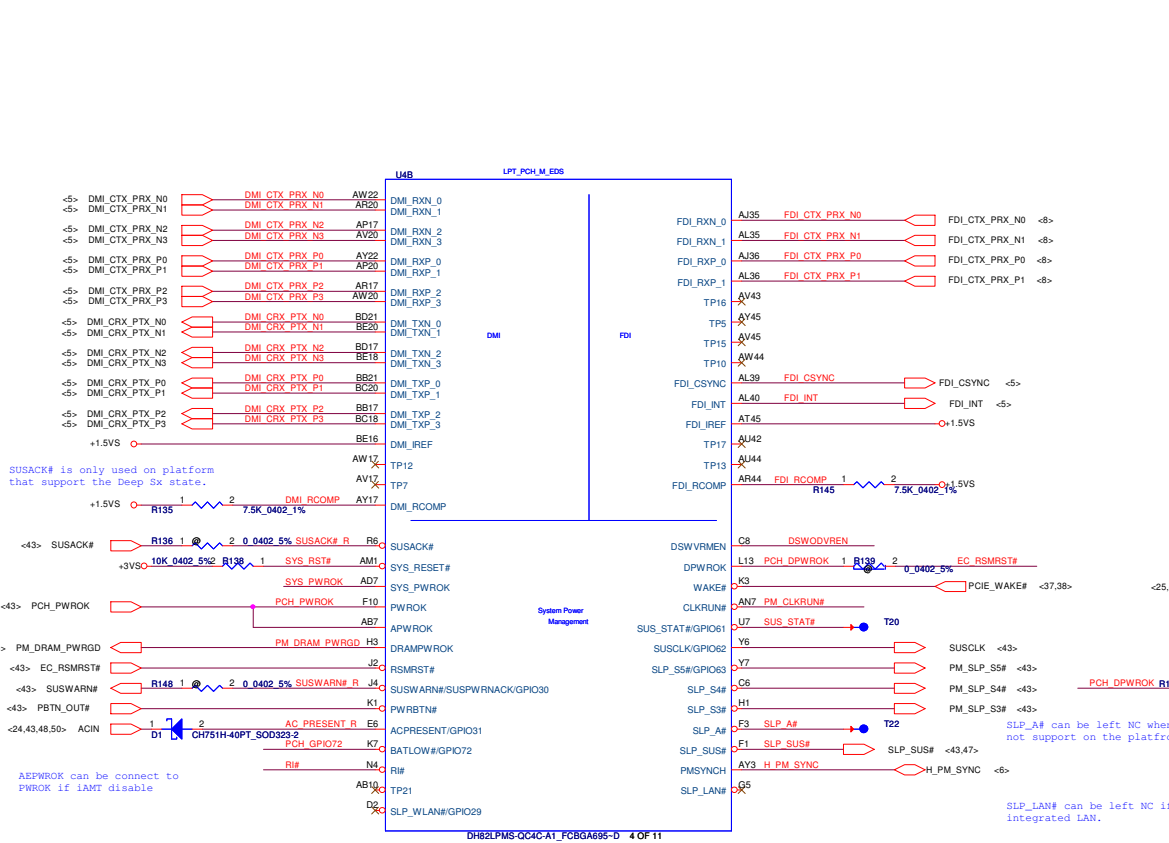 U4B LPT_PCH_M_EDS
<5> DMI_CTX_PRX_N0 DMI_CTX_PRX_N0 AW22 DMI_RXN_0
<5> DMI_CTX_PRX_N1 DMI_CTX_PRX_N1 AR20 DMI_RXN_1
<5> DMI_CTX_PRX_N2 DMI_CTX_PRX_N2 AP17 DMI_RXN_2
<5> DMI_CTX_PRX_N3 DMI_CTX_PRX_N3 AV20 DMI_RXN_3
<5> DMI_CTX_PRX_P0 DMI_CTX_PRX_P0 AY22 DMI_RXP_0
<5> DMI_CTX_PRX_P1 DMI_CTX_PRX_P1 AP20 DMI_RXP_1
<5> DMI_CTX_PRX_P2 DMI_CTX_PRX_P2 AR17 DMI_RXP_2
<5> DMI_CTX_PRX_P3 DMI_CTX_PRX_P3 AW20 DMI_RXP_3
<5> DMI_CRX_PTX_N0 DMI_CRX_PTX_N0 BD21 DMI_TXN_0
<5> DMI_CRX_PTX_N1 DMI_CRX_PTX_N1 BE20 DMI_TXN_1
<5> DMI_CRX_PTX_N2 DMI_CRX_PTX_N2 BD17 DMI_TXN_2
<5> DMI_CRX_PTX_N3 DMI_CRX_PTX_N3 BE18 DMI_TXN_3
<5> DMI_CRX_PTX_P0 DMI_CRX_PTX_P0 BB21 DMI_TXP_0
<5> DMI_CRX_PTX_P1 DMI_CRX_PTX_P1 BC20 DMI_TXP_1
<5> DMI_CRX_PTX_P2 DMI_CRX_PTX_P2 BB17 DMI_TXP_2
<5> DMI_CRX_PTX_P3 DMI_CRX_PTX_P3 BC18 DMI_TXP_3
+1.5VS BE16 DMI_IREF
AW17 TP12
SUSACK# is only used on platform
that support the Deep Sx state.
AV17 TP7
+1.5VS R135 1 2 7.5K_0402_1% DMI_RCOMP AY17 DMI_RCOMP
DMI
FDI
FDI_RXN_0 AJ35 FDI_CTX_PRX_N0 FDI_CTX_PRX_N0 <8>
FDI_RXN_1 AL35 FDI_CTX_PRX_N1 FDI_CTX_PRX_N1 <8>
FDI_RXP_0 AJ36 FDI_CTX_PRX_P0 FDI_CTX_PRX_P0 <8>
FDI_RXP_1 AL36 FDI_CTX_PRX_P1 FDI_CTX_PRX_P1 <8>
TP16 AV43
TP5 AY45
TP15 AV45
TP10 AW44
FDI_CSYNC AL39 FDI_CSYNC FDI_CSYNC <5>
FDI_INT AL40 FDI_INT FDI_INT <5>
FDI_IREF AT45 +1.5VS
TP17 AU42
TP13 AU44
FDI_RCOMP AR44 FDI_RCOMP R145 1 2 7.5K_0402_1% +1.5VS
<43> SUSACK# R136 1 @ 2 0_0402_5% SUSACK#_R R6 SUSACK#
+3VS 10K_0402_5% 2 R138 1 SYS_RST# AM1 SYS_RESET#
SYS_PWROK AD7 SYS_PWROK
<43> PCH_PWROK PCH_PWROK F10 PWROK
AB7 APWROK
> PM_DRAM_PWRGD PM_DRAM_PWRGD H3 DRAMPWROK
<43> EC_RSMRST# J2 RSMRST#
<43> SUSWARN# R148 1 @ 2 0_0402_5% SUSWARN#_R J4 SUSWARN#/SUSPWRNACK/GPIO30
<43> PBTN_OUT# K1 PWRBTN#
<24,43,48,50> ACIN 1 D1 2 CH751H-40PT_SOD323-2 AC_PRESENT_R E6 ACPRESENT/GPIO31
PCH_GPIO72 K7 BATLOW#/GPIO72
RI# N4 RI#
AEPWROK can be connect to
PWROK if iAMT disable
AB10 TP21
D2 SLP_WLAN#/GPIO29
System Power
Management
DSWVRMEN C8 DSWODVREN
DPWROK L13 PCH_DPWROK 1 R139 @ 2 0_0402_5% EC_RSMRST#
WAKE# K3 PCIE_WAKE# <37,38> <25,
CLKRUN# AN7 PM_CLKRUN#
SUS_STAT#/GPIO61 U7 SUS_STAT# T20
SUSCLK/GPIO62 Y6 SUSCLK <43>
SLP_S5#/GPIO63 Y7 PM_SLP_S5# <43>
SLP_S4# C6 PM_SLP_S4# <43> PCH_DPWROK R1
SLP_S3# H1 PM_SLP_S3# <43>
SLP_A# F3 SLP_A# T22
SLP_A# can be left NC when
not support on the platfro
SLP_SUS# F1 SLP_SUS# SLP_SUS# <43,47>
PMSYNCH AY3 H_PM_SYNC H_PM_SYNC <6>
SLP_LAN# G5
SLP_LAN# can be left NC if
integrated LAN.
DH82LPMS-QC4C-A1_FCBGA695~D 4 OF 11